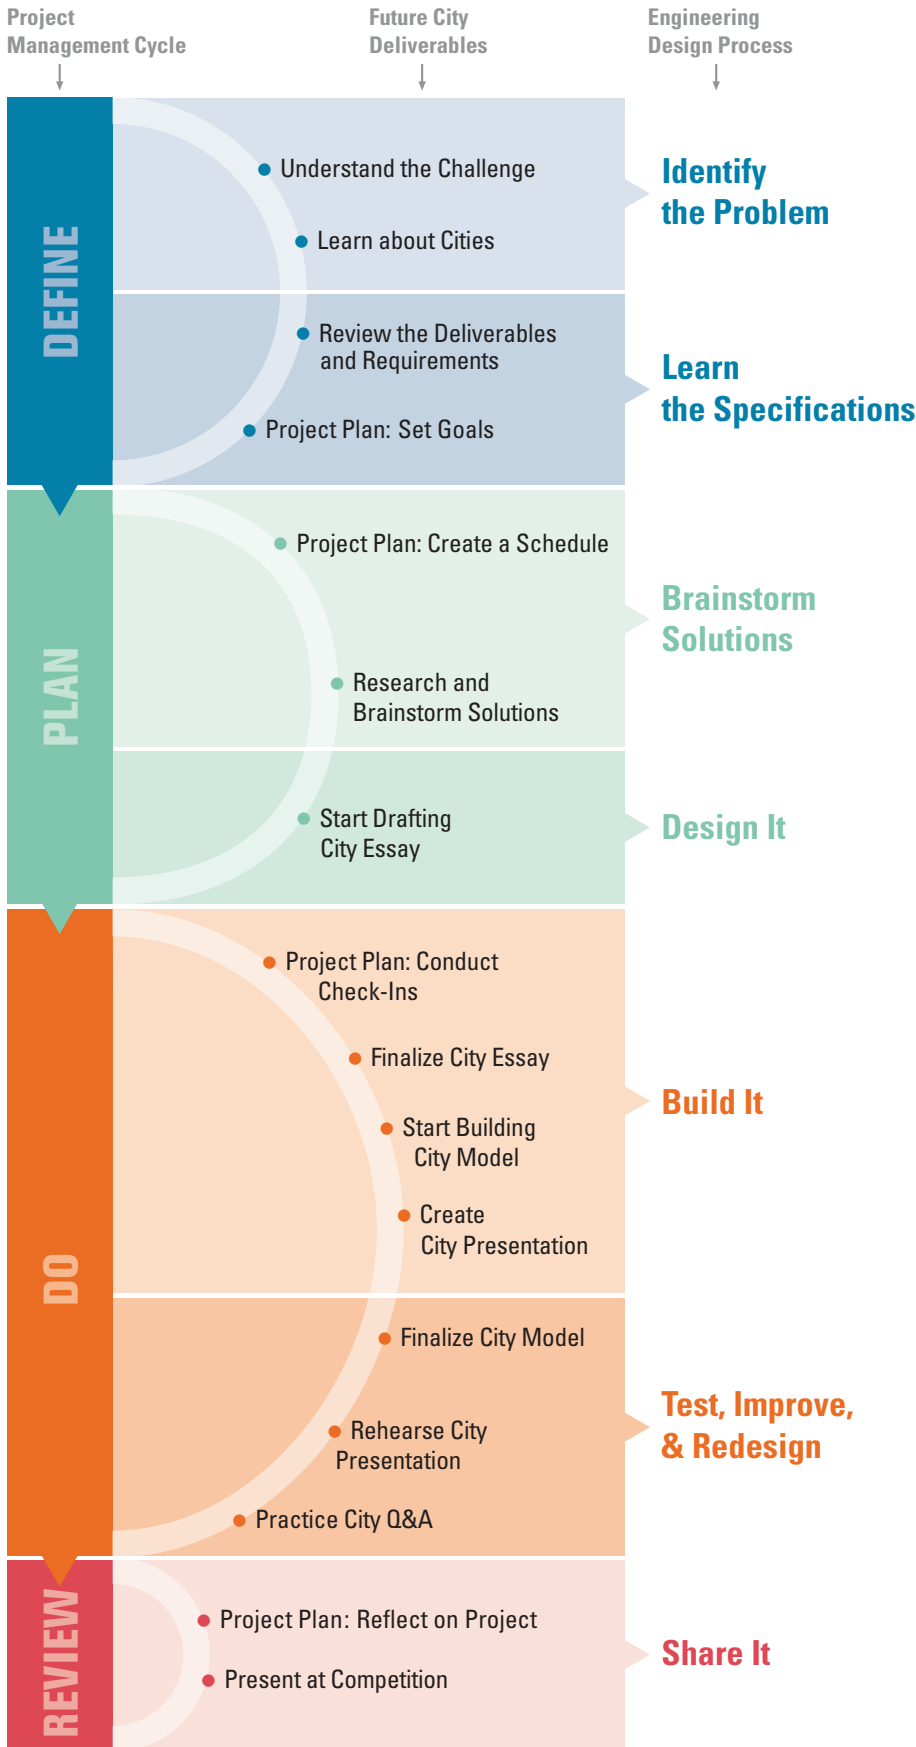 Project
Management Cycle
Future City
Deliverables
Engineering
Design Process
DEFINE
Understand the Challenge
Learn about Cities
Identify
the Problem
Review the Deliverables
and Requirements
Project Plan: Set Goals
Learn
the Specifications
PLAN
Project Plan: Create a Schedule
Research and
Brainstorm Solutions
Brainstorm
Solutions
Start Drafting
City Essay
Design It
DO
Project Plan: Conduct
Check-Ins
Finalize City Essay
Start Building
City Model
Create
City Presentation
Build It
Finalize City Model
Rehearse City
Presentation
Practice City Q&A
Test, Improve,
& Redesign
REVIEW
Project Plan: Reflect on Project
Present at Competition
Share It